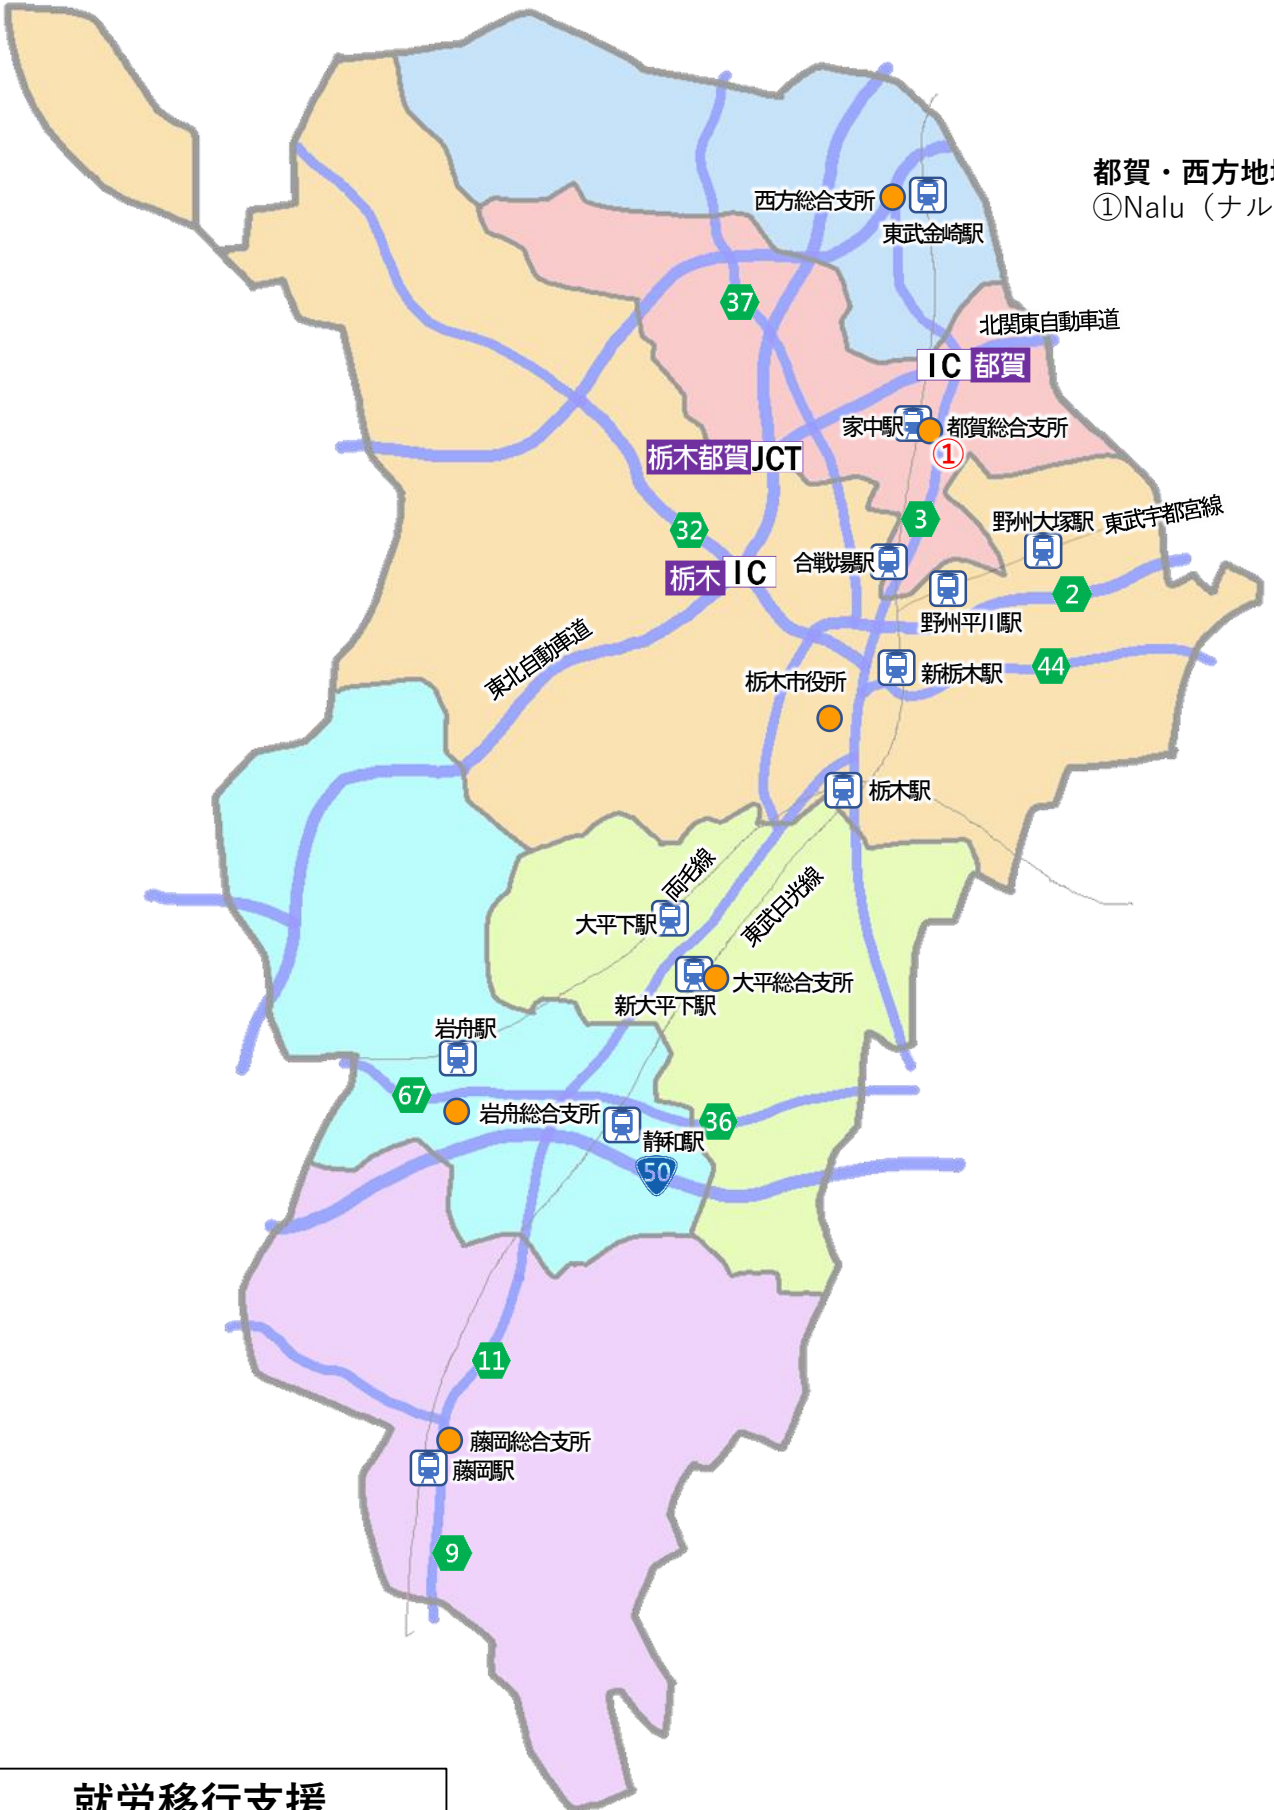 都賀・西方地
①Nalu（ナル
西方総合支所
東武金崎駅
37
北関東自動車道
IC 都賀
家中駅
都賀総合支所
①
栃木都賀JCT
3
32
野州大塚駅
東武宇都宮線
合戦場駅
栃木 IC
2
野州平川駅
東北自動車道
44
新栃木駅
栃木市役所
栃木駅
両毛線
東武日光線
大平下駅
大平総合支所
新大平下駅
岩舟駅
67
岩舟総合支所
36
静和駅
50
11
藤岡総合支所
藤岡駅
9
就労移行支援